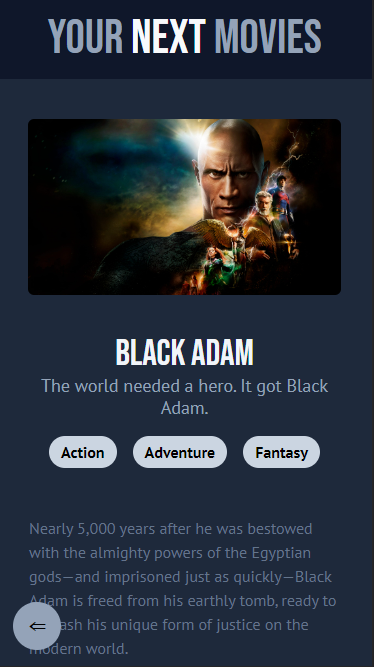 YOUR NEXT MOVIES
BLACK ADAM
The world needed a hero. It got Black
Adam.
Action Adventure Fantasy
Nearly 5,000 years after he was bestowed
with the almighty powers of the Egyptian
gods—and imprisoned just as quickly—Black
Adam is freed from his earthly tomb, ready to
ash his unique form of justice on the
modern world.
⇐